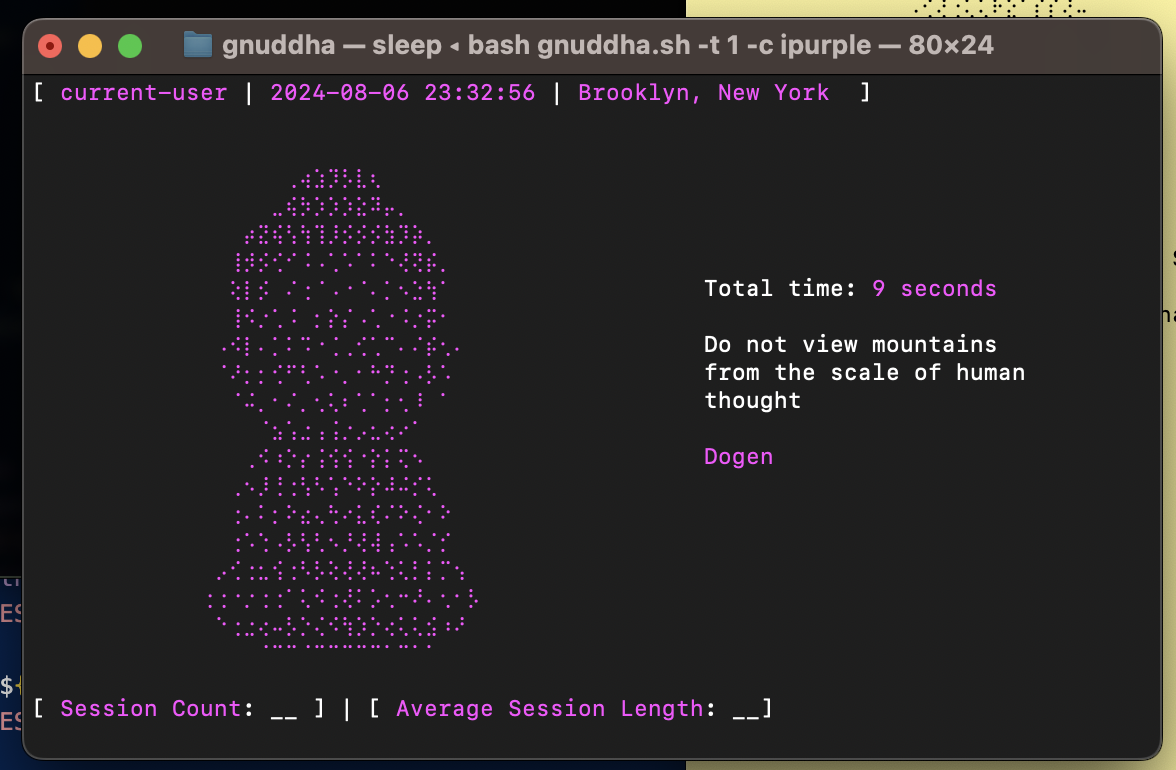 gnuddha — sleep ◂ bash gnuddha.sh -t 1 -c ipurple — 80×24
[ current-user | 2024-08-06 23:32:56 | Brooklyn, New York ]
Total time: 9 seconds
Do not view mountains
from the scale of human
thought
Dogen
ES
${
ES
[ Session Count: __ ] | [ Average Session Length: __]